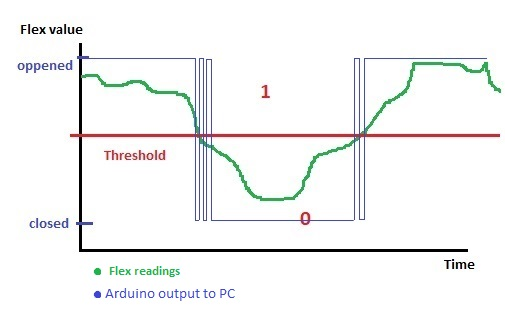 Flex value
oppened
1
Threshold
closed
0
Time
Flex readings
Arduino output to PC